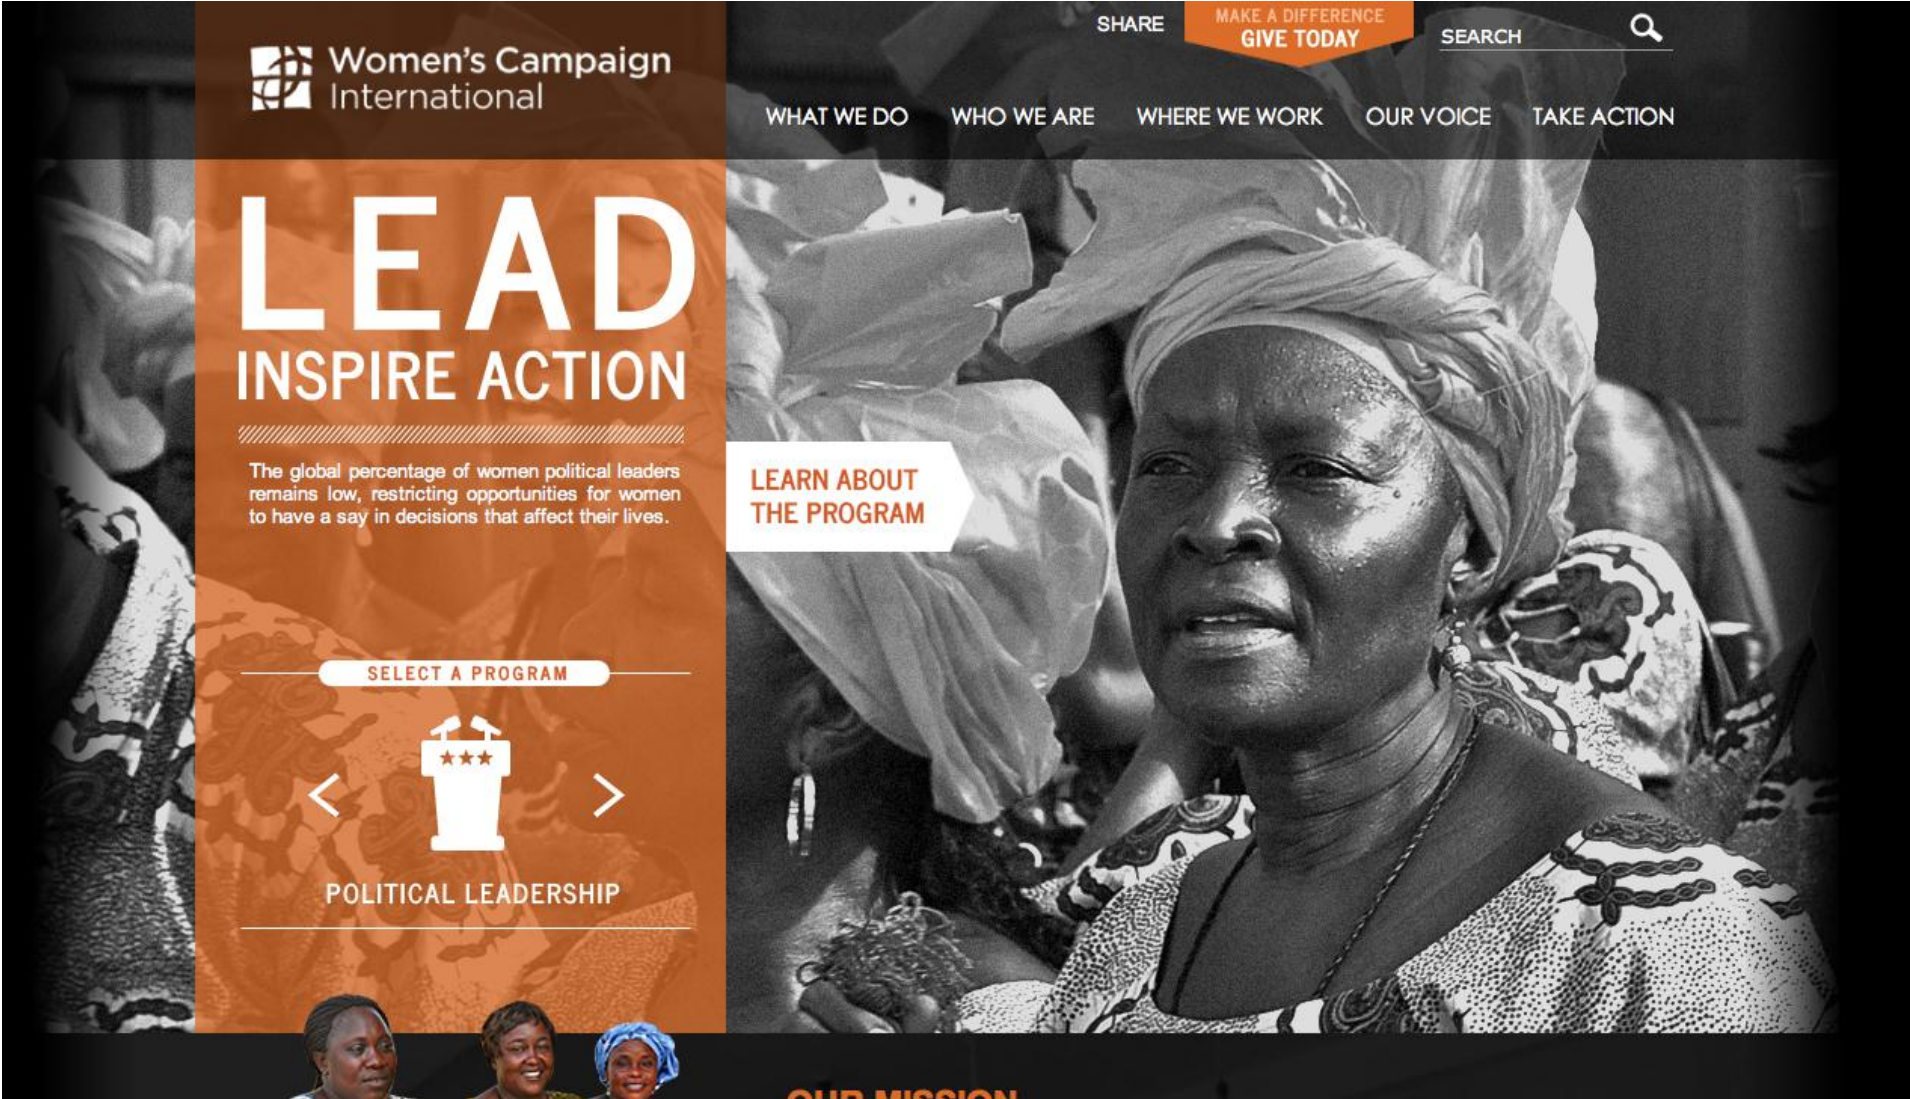 Women's Campaign
International
SHARE
MAKE A DIFFERENCE
GIVE TODAY
SEARCH
WHAT WE DO
WHO WE ARE
WHERE WE WORK
OUR VOICE
TAKE ACTION
LEAD
INSPIRE ACTION
The global percentage of women political leaders
remains low, restricting opportunities for women
to have a say in decisions that affect their lives.
LEARN ABOUT
THE PROGRAM
SELECT A PROGRAM
POLITICAL LEADERSHIP
OUR MISSION